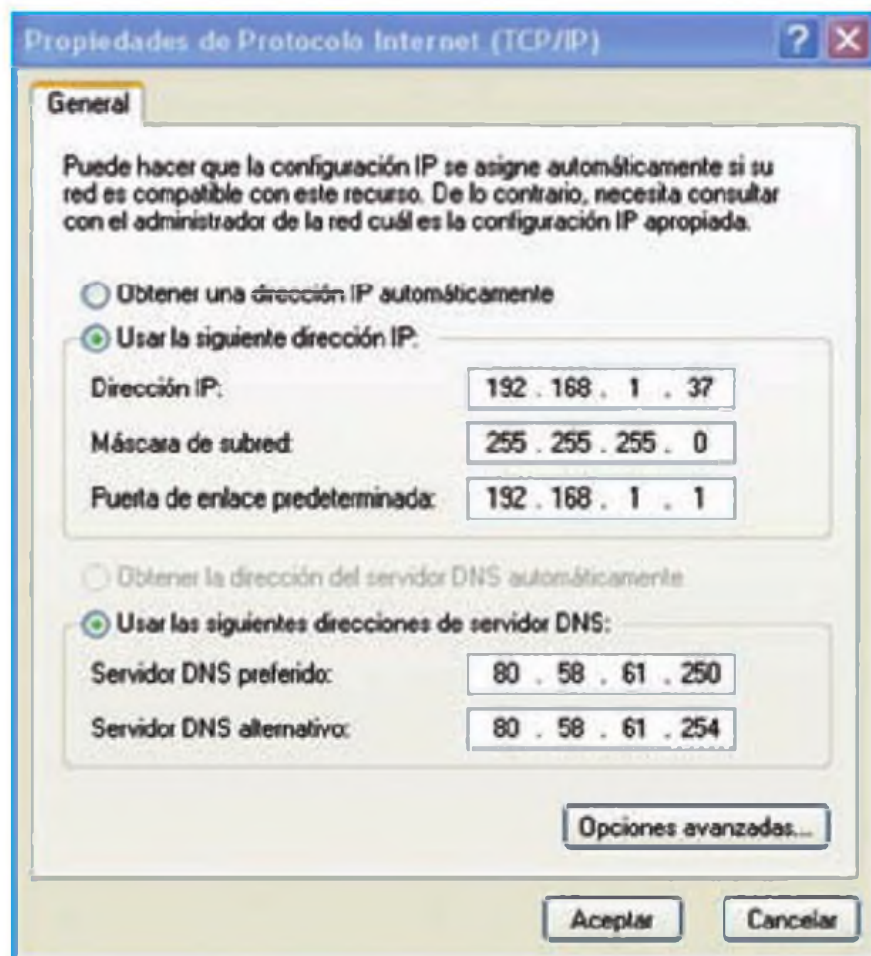 Propiedades de Protocolo Internet (TCP/IP)
General
Puede hacer que la configuración IP se asigne automáticamente si su
red es compatible con este recurso. De lo contrario, necesita consultar
con el administrador de la red cuál es la configuración IP apropiada.
Obtener una dirección IP automáticamente
Usar la siguiente dirección IP:
Dirección IP: 192 . 168 . 1 . 37
Máscara de subred: 255 . 255 . 255 . 0
Puerta de enlace predeterminada: 192 . 168 . 1 . 1
Obtener la dirección del servidor DNS automáticamente
Usar las siguientes direcciones de servidor DNS:
Servidor DNS preferido: 80 . 58 . 61 . 250
Servidor DNS alternativo: 80 . 58 . 61 . 254
Opciones avanzadas...
Aceptar Cancelar